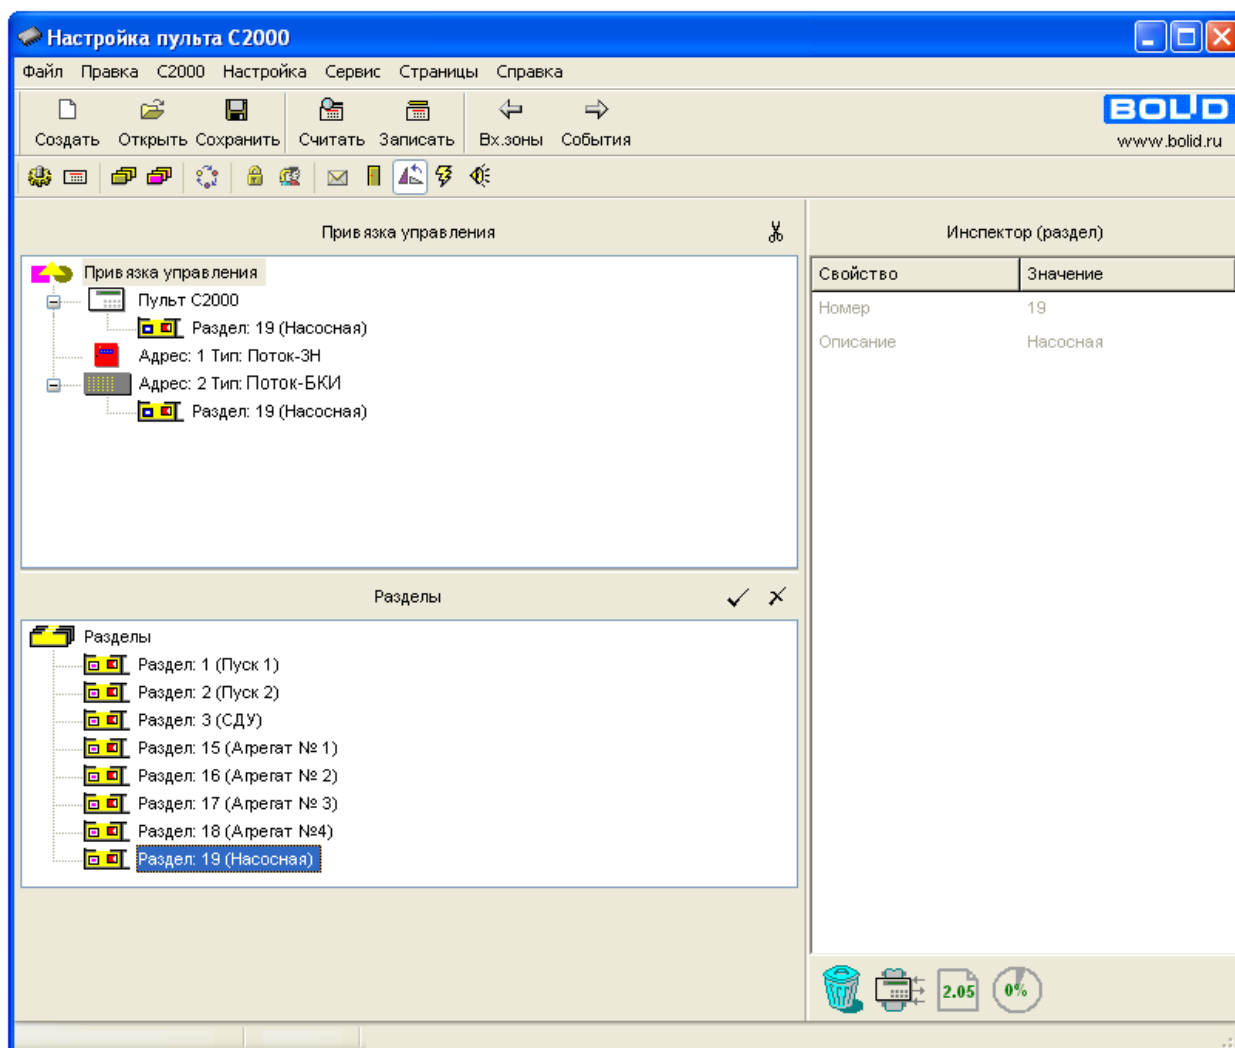 Настройка пульта С2000
Файл Правка С2000 Настройка Сервис Страницы Справка
Создать Открыть Сохранить Считать Записать Вх.зоны События
BOLID
www.bolid.ru
Привязка управления
Привязка управления
Пульт С2000
Раздел: 19 (Насосная)
Адрес: 1 Тип: Поток-3Н
Адрес: 2 Тип: Поток-БКИ
Раздел: 19 (Насосная)
Разделы
Разделы
Раздел: 1 (Пуск 1)
Раздел: 2 (Пуск 2)
Раздел: 3 (СДУ)
Раздел: 15 (Агрегат № 1)
Раздел: 16 (Агрегат № 2)
Раздел: 17 (Агрегат № 3)
Раздел: 18 (Агрегат №4)
Раздел: 19 (Насосная)
Инспектор (раздел)
Свойство Значение
Номер 19
Описание Насосная
2.05 0%